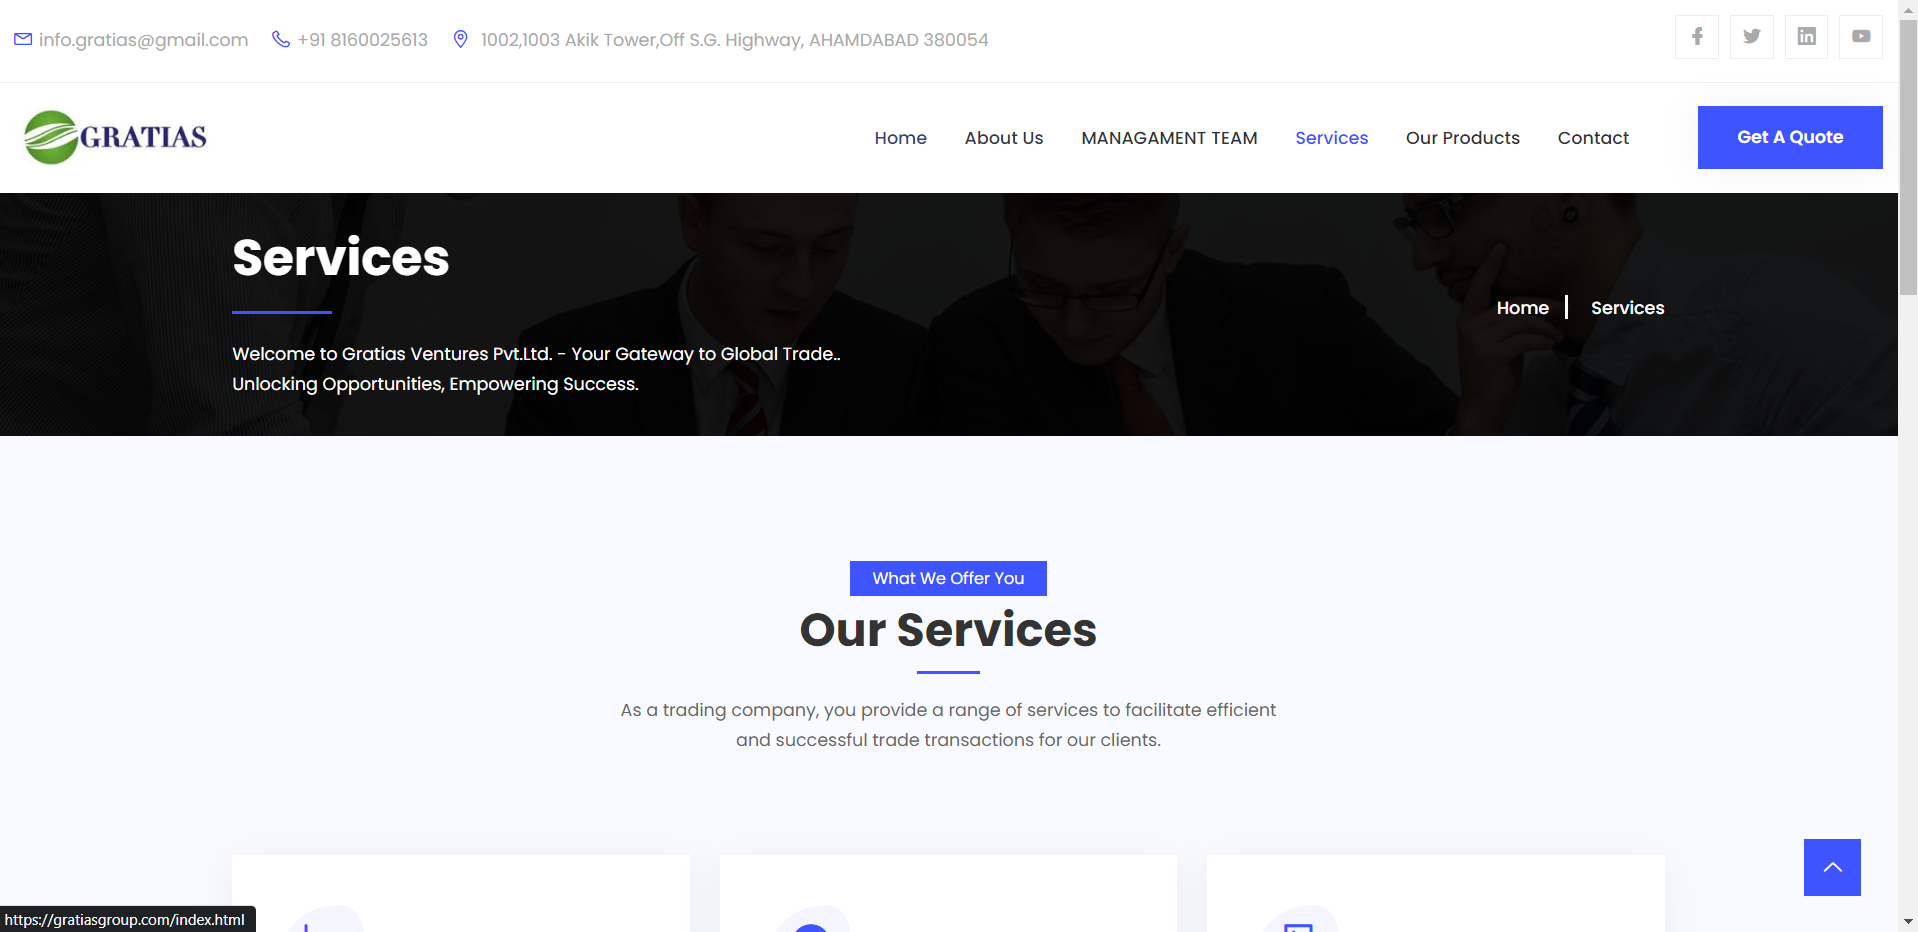 info.gratias@gmail.com +91 8160025613 1002,1003 Akik Tower,Off S.G. Highway, AHAMDABAD 380054
GRATIAS
Home About Us MANAGAMENT TEAM Services Our Products Contact Get A Quote
Services
Home Services
Welcome to Gratias Ventures Pvt.Ltd. - Your Gateway to Global Trade..
Unlocking Opportunities, Empowering Success.
What We Offer You
Our Services
As a trading company, you provide a range of services to facilitate efficient
and successful trade transactions for our clients.
https://gratiasgroup.com/index.html